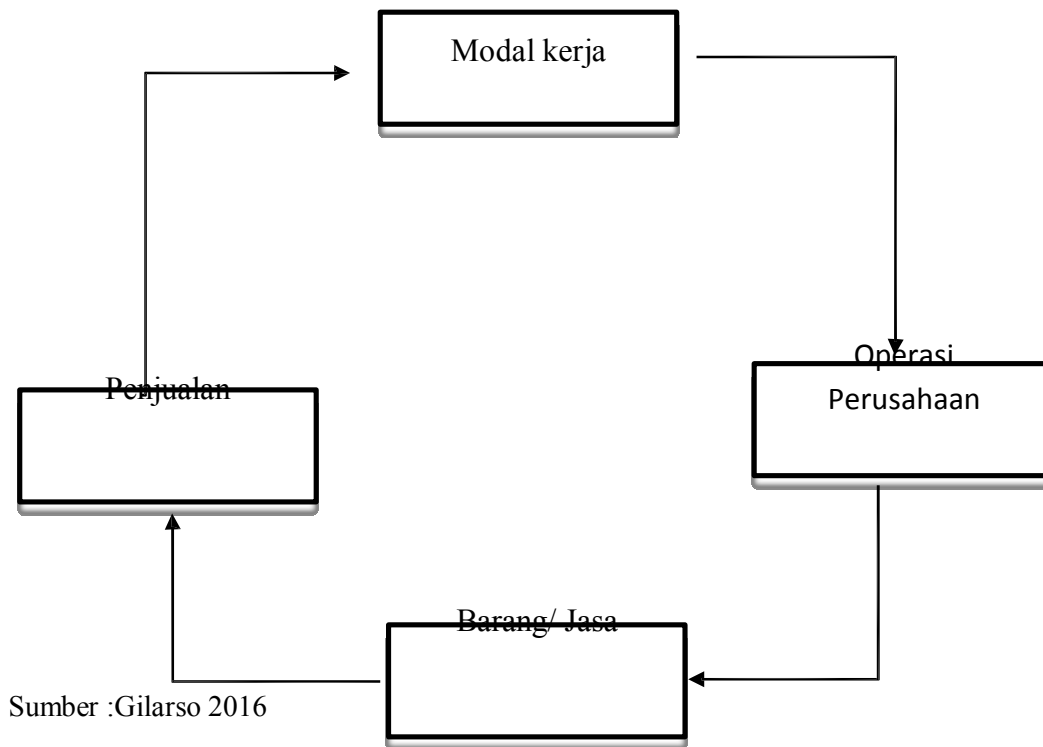 Modal kerja
Operasi
Perusahaan
Penjualan
Barang/ Jasa
Sumber :Gilarso 2016